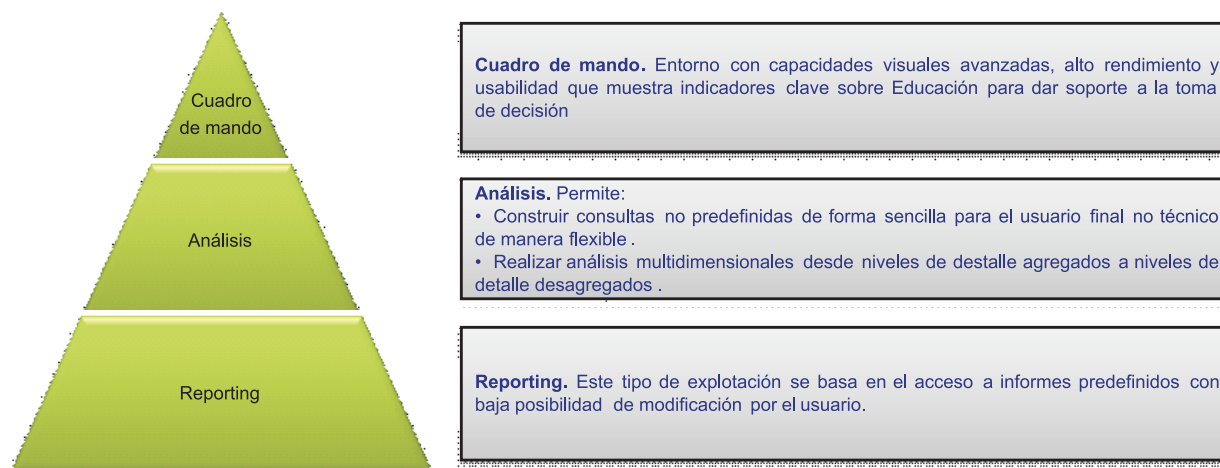 Cuadro
de mando
Cuadro de mando. Entorno con capacidades visuales avanzadas, alto rendimiento y
usabilidad que muestra indicadores clave sobre Educación para dar soporte a la toma
de decisión
Análisis
Análisis. Permite:
• Construir consultas no predefinidas de forma sencilla para el usuario final no técnico
de manera flexible .
• Realizar análisis multidimensionales desde niveles de destalle agregados a niveles de
detalle desagregados .
Reporting
Reporting. Este tipo de explotación se basa en el acceso a informes predefinidos con
baja posibilidad de modificación por el usuario.